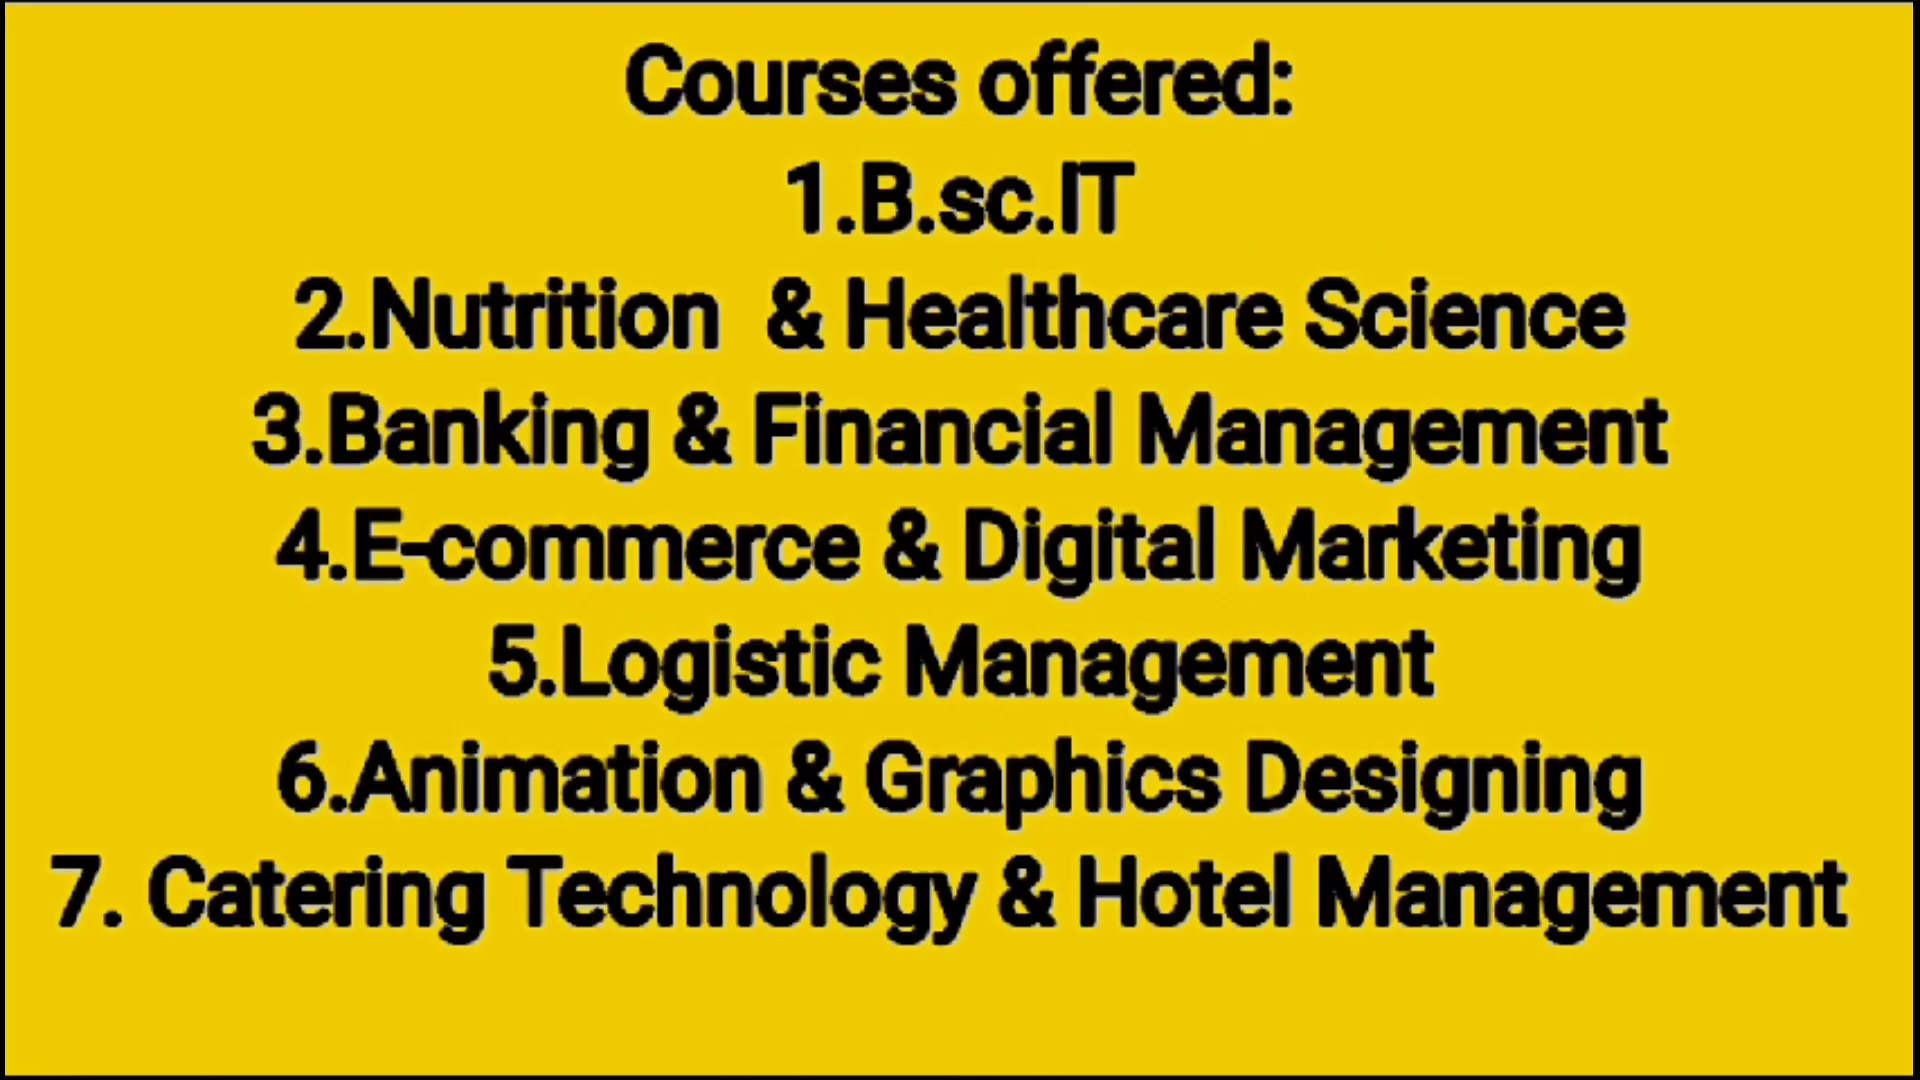 Courses offered:
1.B.sc.IT
2.Nutrition  & Healthcare Science
3.Banking & Financial Management
4.E-commerce & Digital Marketing
5.Logistic Management
6.Animation & Graphics Designing
7. Catering Technology & Hotel Management